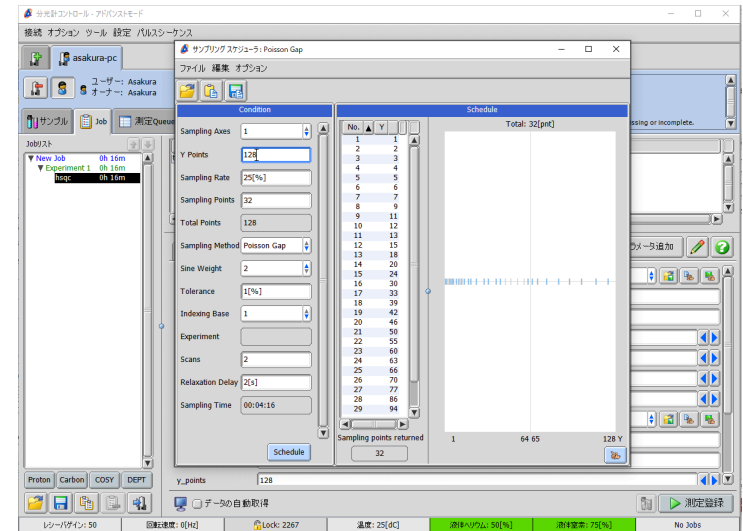 分光計コントロール - アドバンストモード
接続 オプション ツール 設定 パルスシーケンス
asakura-pc
ユーザー: Asakura
オーナー: Asakura
サンプル
Job
測定Queue
ssing or incomplete.
Jobリスト
New Job 0h 16m
Experiment 1 0h 16m
hsqc 0h 16m
サンプリングスケジューラ: Poisson Gap
ファイル 編集 オプション
Condition
Sampling Axes 1
Y Points 128
Sampling Rate 25[%]
Sampling Points 32
Total Points 128
Sampling Method Poisson Gap
Sine Weight 2
Tolerance 1[%]
Indexing Base 1
Experiment
Scans 2
Relaxation Delay 2[s]
Sampling Time 00:04:16
Schedule
No. Y
1 1
2 2
3 3
4 4
5 5
6 6
7 7
8 9
9 11
10 12
11 13
12 15
13 18
14 20
15 24
16 30
17 33
18 39
19 42
20 46
21 50
22 55
23 60
24 63
25 66
26 70
27 77
28 86
29 94
Sampling points returned
32
Schedule
Total: 32[pnt]
1 64 65 128 Y
ラメータ追加
Proton Carbon COSY DEPT
y_points 128
データの自動取得
測定登録
レシーバゲイン: 50
回転速度: 0[Hz]
Lock: 2267
温度: 25[dC]
液体ヘリウム: 50[%]
液体窒素: 75[%]
No Jobs